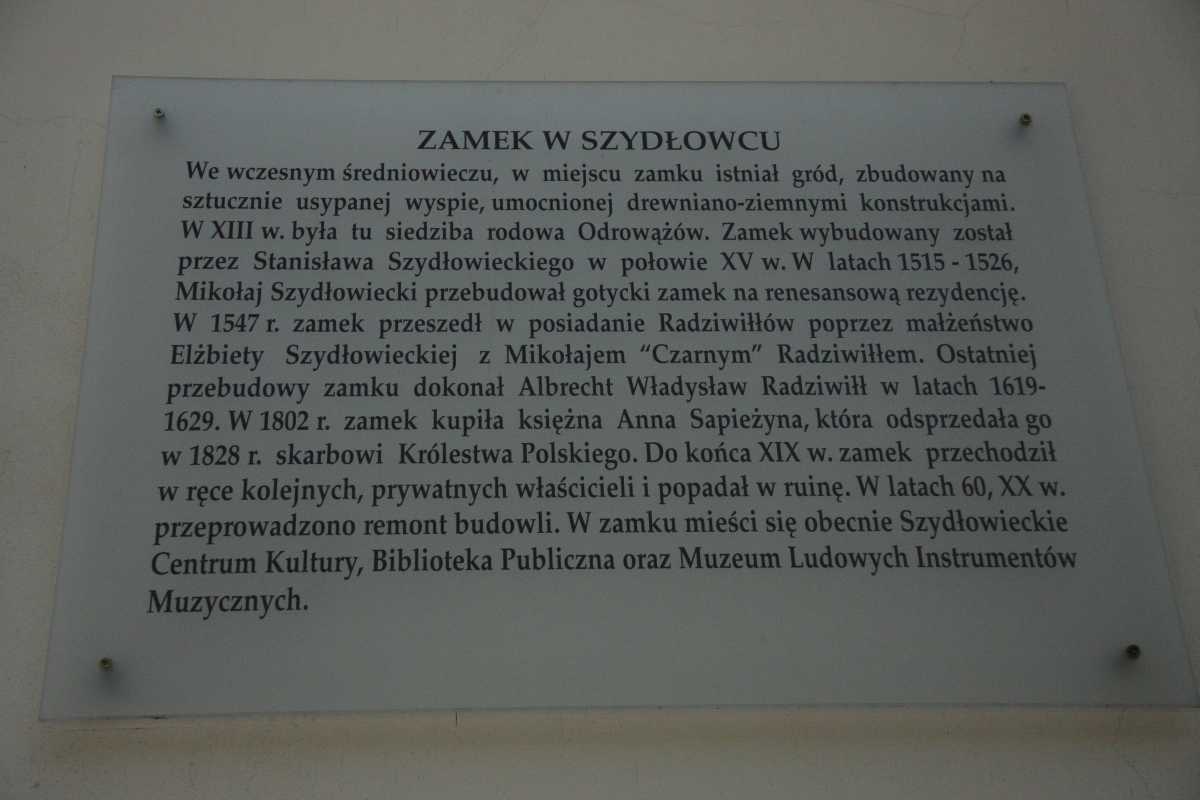 ZAMEK W SZYDŁOWCU
We wczesnym średniowieczu, w miejscu zamku istniał gród, zbudowany na
sztucznie usypanej wyspie, umocnionej drewniano-ziemnymi konstrukcjami.
W XIII w. była tu siedziba rodowa Odrowążów. Zamek wybudowany został
przez Stanisława Szydłowieckiego w połowie XV w. W latach 1515 - 1526,
Mikołaj Szydłowiecki przebudował gotycki zamek na renesansową rezydencję.
W 1547 r. zamek przeszedł w posiadanie Radziwiłłów poprzez małżeństwo
Elżbiety Szydłowieckiej z Mikołajem “Czarnym” Radziwiłłem. Ostatniej
przebudowy zamku dokonał Albrecht Władysław Radziwiłł w latach 1619-
1629. W 1802 r. zamek kupiła księżna Anna Sapieżyna, która odsprzedała go
w 1828 r. skarbowi Królestwa Polskiego. Do końca XIX w. zamek przechodził
w ręce kolejnych, prywatnych właścicieli i popadał w ruinę. W latach 60, XX w.
przeprowadzono remont budowli. W zamku mieści się obecnie Szydłowieckie
Centrum Kultury, Biblioteka Publiczna oraz Muzeum Ludowych Instrumentów
Muzycznych.